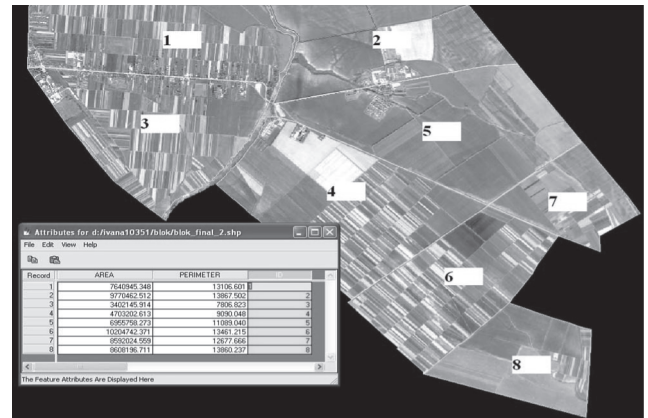 1
2
3
5
4
7
6
8
Attributes for d:/ivana10351/blok/blok_final_2.shp
File Edit View Help
Record AREA PERIMETER ID
1 7640945.348 13106.601 1
2 9770462.512 13867.502 2
3 3402145.914 7806.823 3
4 4703202.613 9090.048 4
5 6955758.273 11089.040 5
6 10204742.371 13461.215 6
7 8592024.559 12677.666 7
8 8608196.711 13860.237 8
The Feature Attributes Are Displayed Here